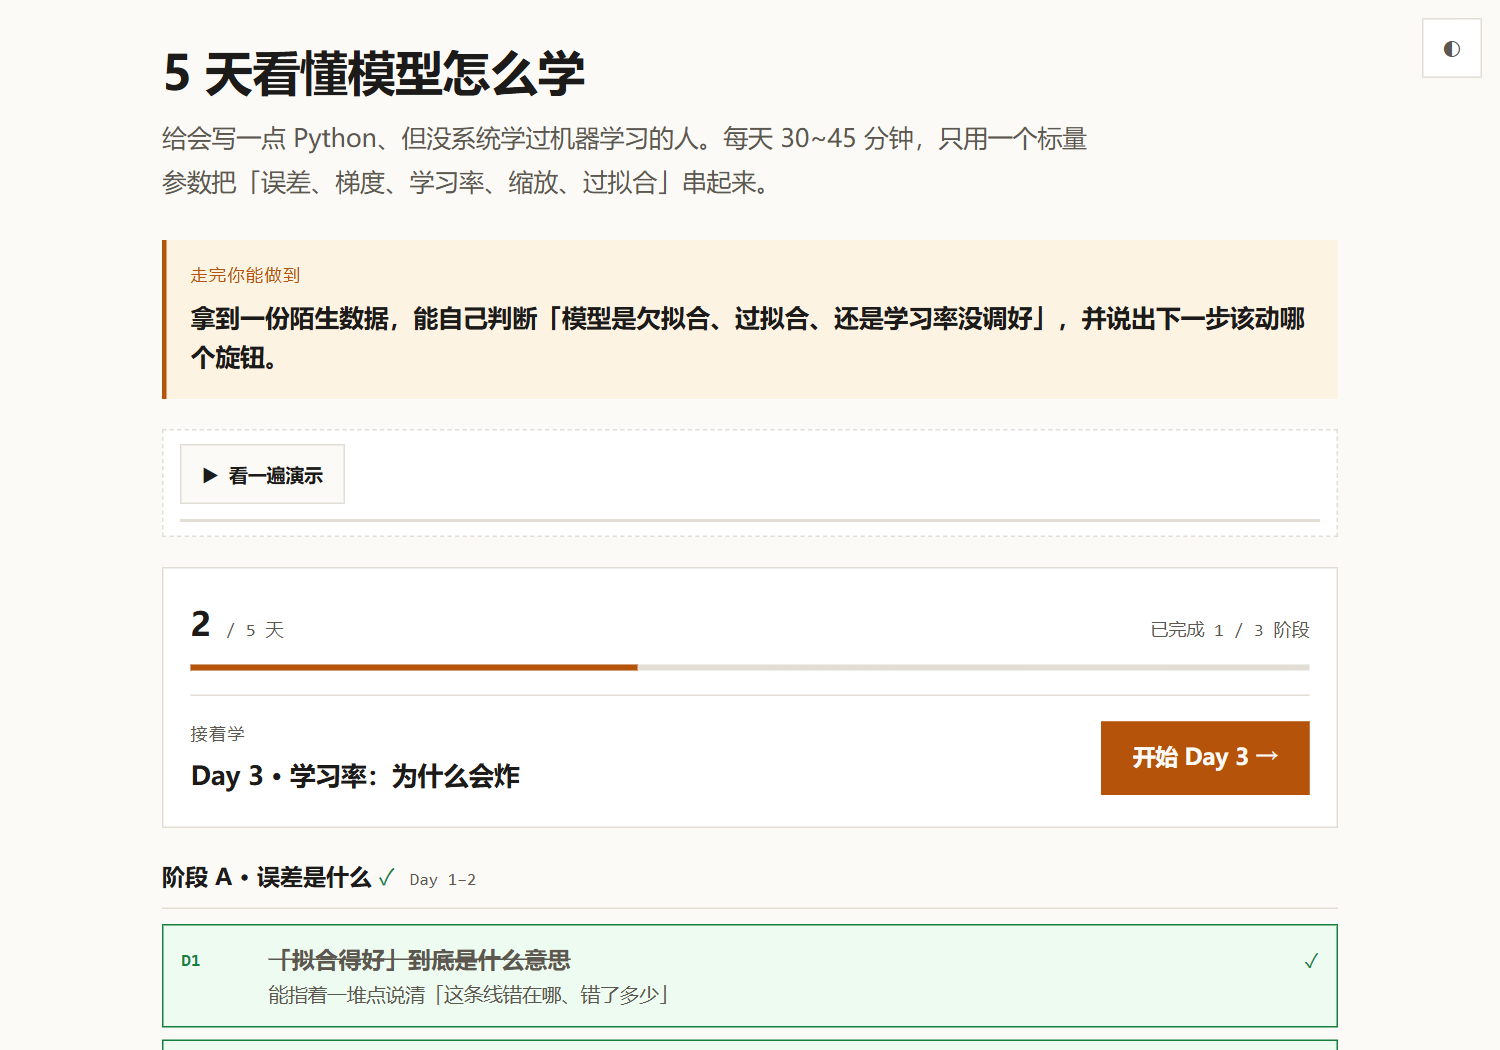 5 天看懂模型怎么学
给会写一点 Python、但没系统学过机器学习的人。每天 30~45 分钟，只用一个标量
参数把「误差、梯度、学习率、缩放、过拟合」串起来。
走完你能做到
拿到一份陌生数据，能自己判断「模型是欠拟合、过拟合、还是学习率没调好」，并说出下一步该动哪
个旋钮。
▶ 看一遍演示
2 / 5 天
已完成 1 / 3 阶段
接着学
Day 3 · 学习率：为什么会炸
开始 Day 3 →
阶段 A · 误差是什么 ✓ Day 1–2
D1 「拟合得好」到底是什么意思 ✓
能指着一堆点说清「这条线错在哪、错了多少」